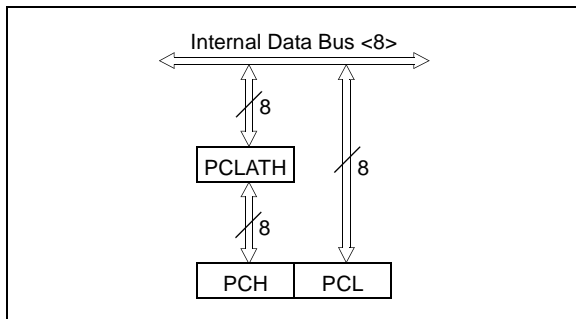 Internal Data Bus <8>
8
PCLATH
8
8
PCH PCL